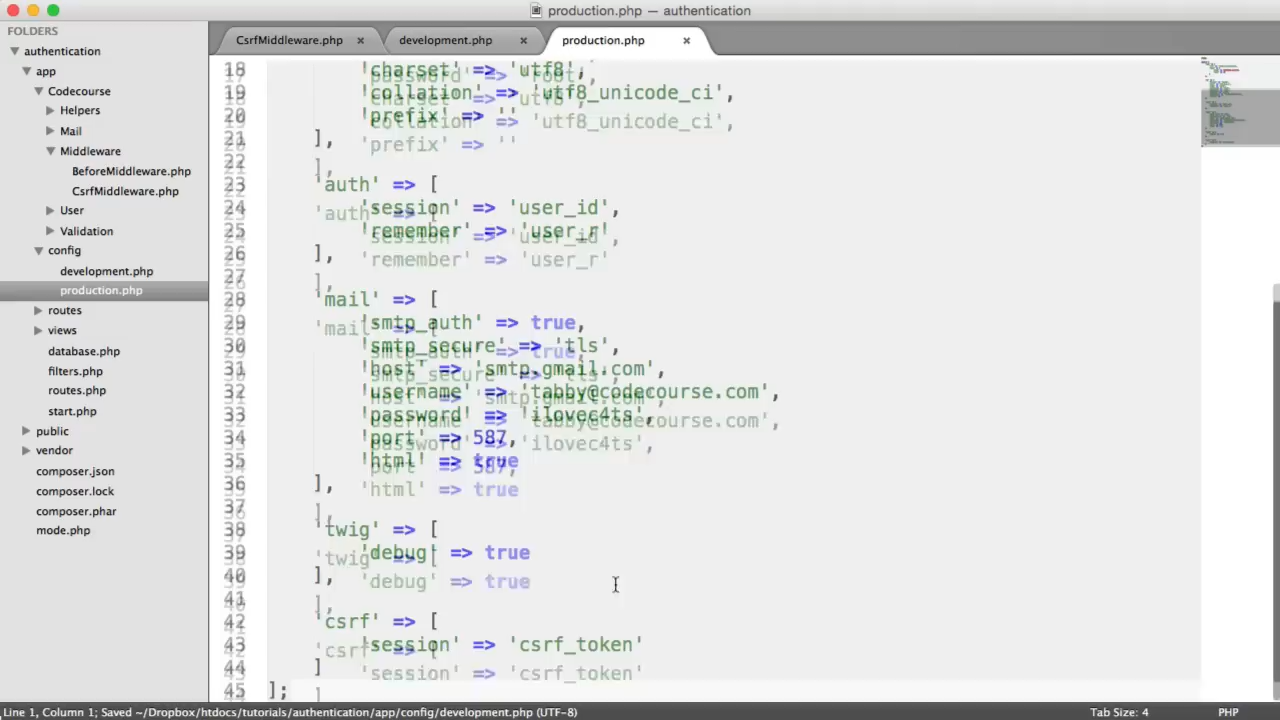 production.php — authentication
FOLDERS
authentication
app
Codecourse
Helpers
Mail
Middleware
BeforeMiddleware.php
CsrfMiddleware.php
User
Validation
config
development.php
production.php
routes
views
database.php
filters.php
routes.php
start.php
public
vendor
composer.json
composer.lock
composer.phar
mode.php
CsrfMiddleware.php ×
development.php ×
production.php ×
18 'charset' => 'utf8',
19 'collation' => 'utf8_unicode_ci',
20 'prefix' => ''
21 ],
22
23 'auth' => [
24 'session' => 'user_id',
25 'remember' => 'user_r'
26 ],
27
28 'mail' => [
29 'smtp_auth' => true,
30 'smtp_secure' => 'tls',
31 'host' => 'smtp.gmail.com',
32 'username' => 'tabby@codecourse.com',
33 'password' => 'ilovec4ts',
34 'port' => 587,
35 'html' => true
36 ],
37
38 'twig' => [
39 'debug' => true
40 ],
42 'csrf' => [
43 'session' => 'csrf_token'
44 ]
45 ];
Line 1, Column 1; Saved ~/Dropbox/htdocs/tutorials/authentication/app/config/development.php (UTF-8)
Tab Size: 4
PHP